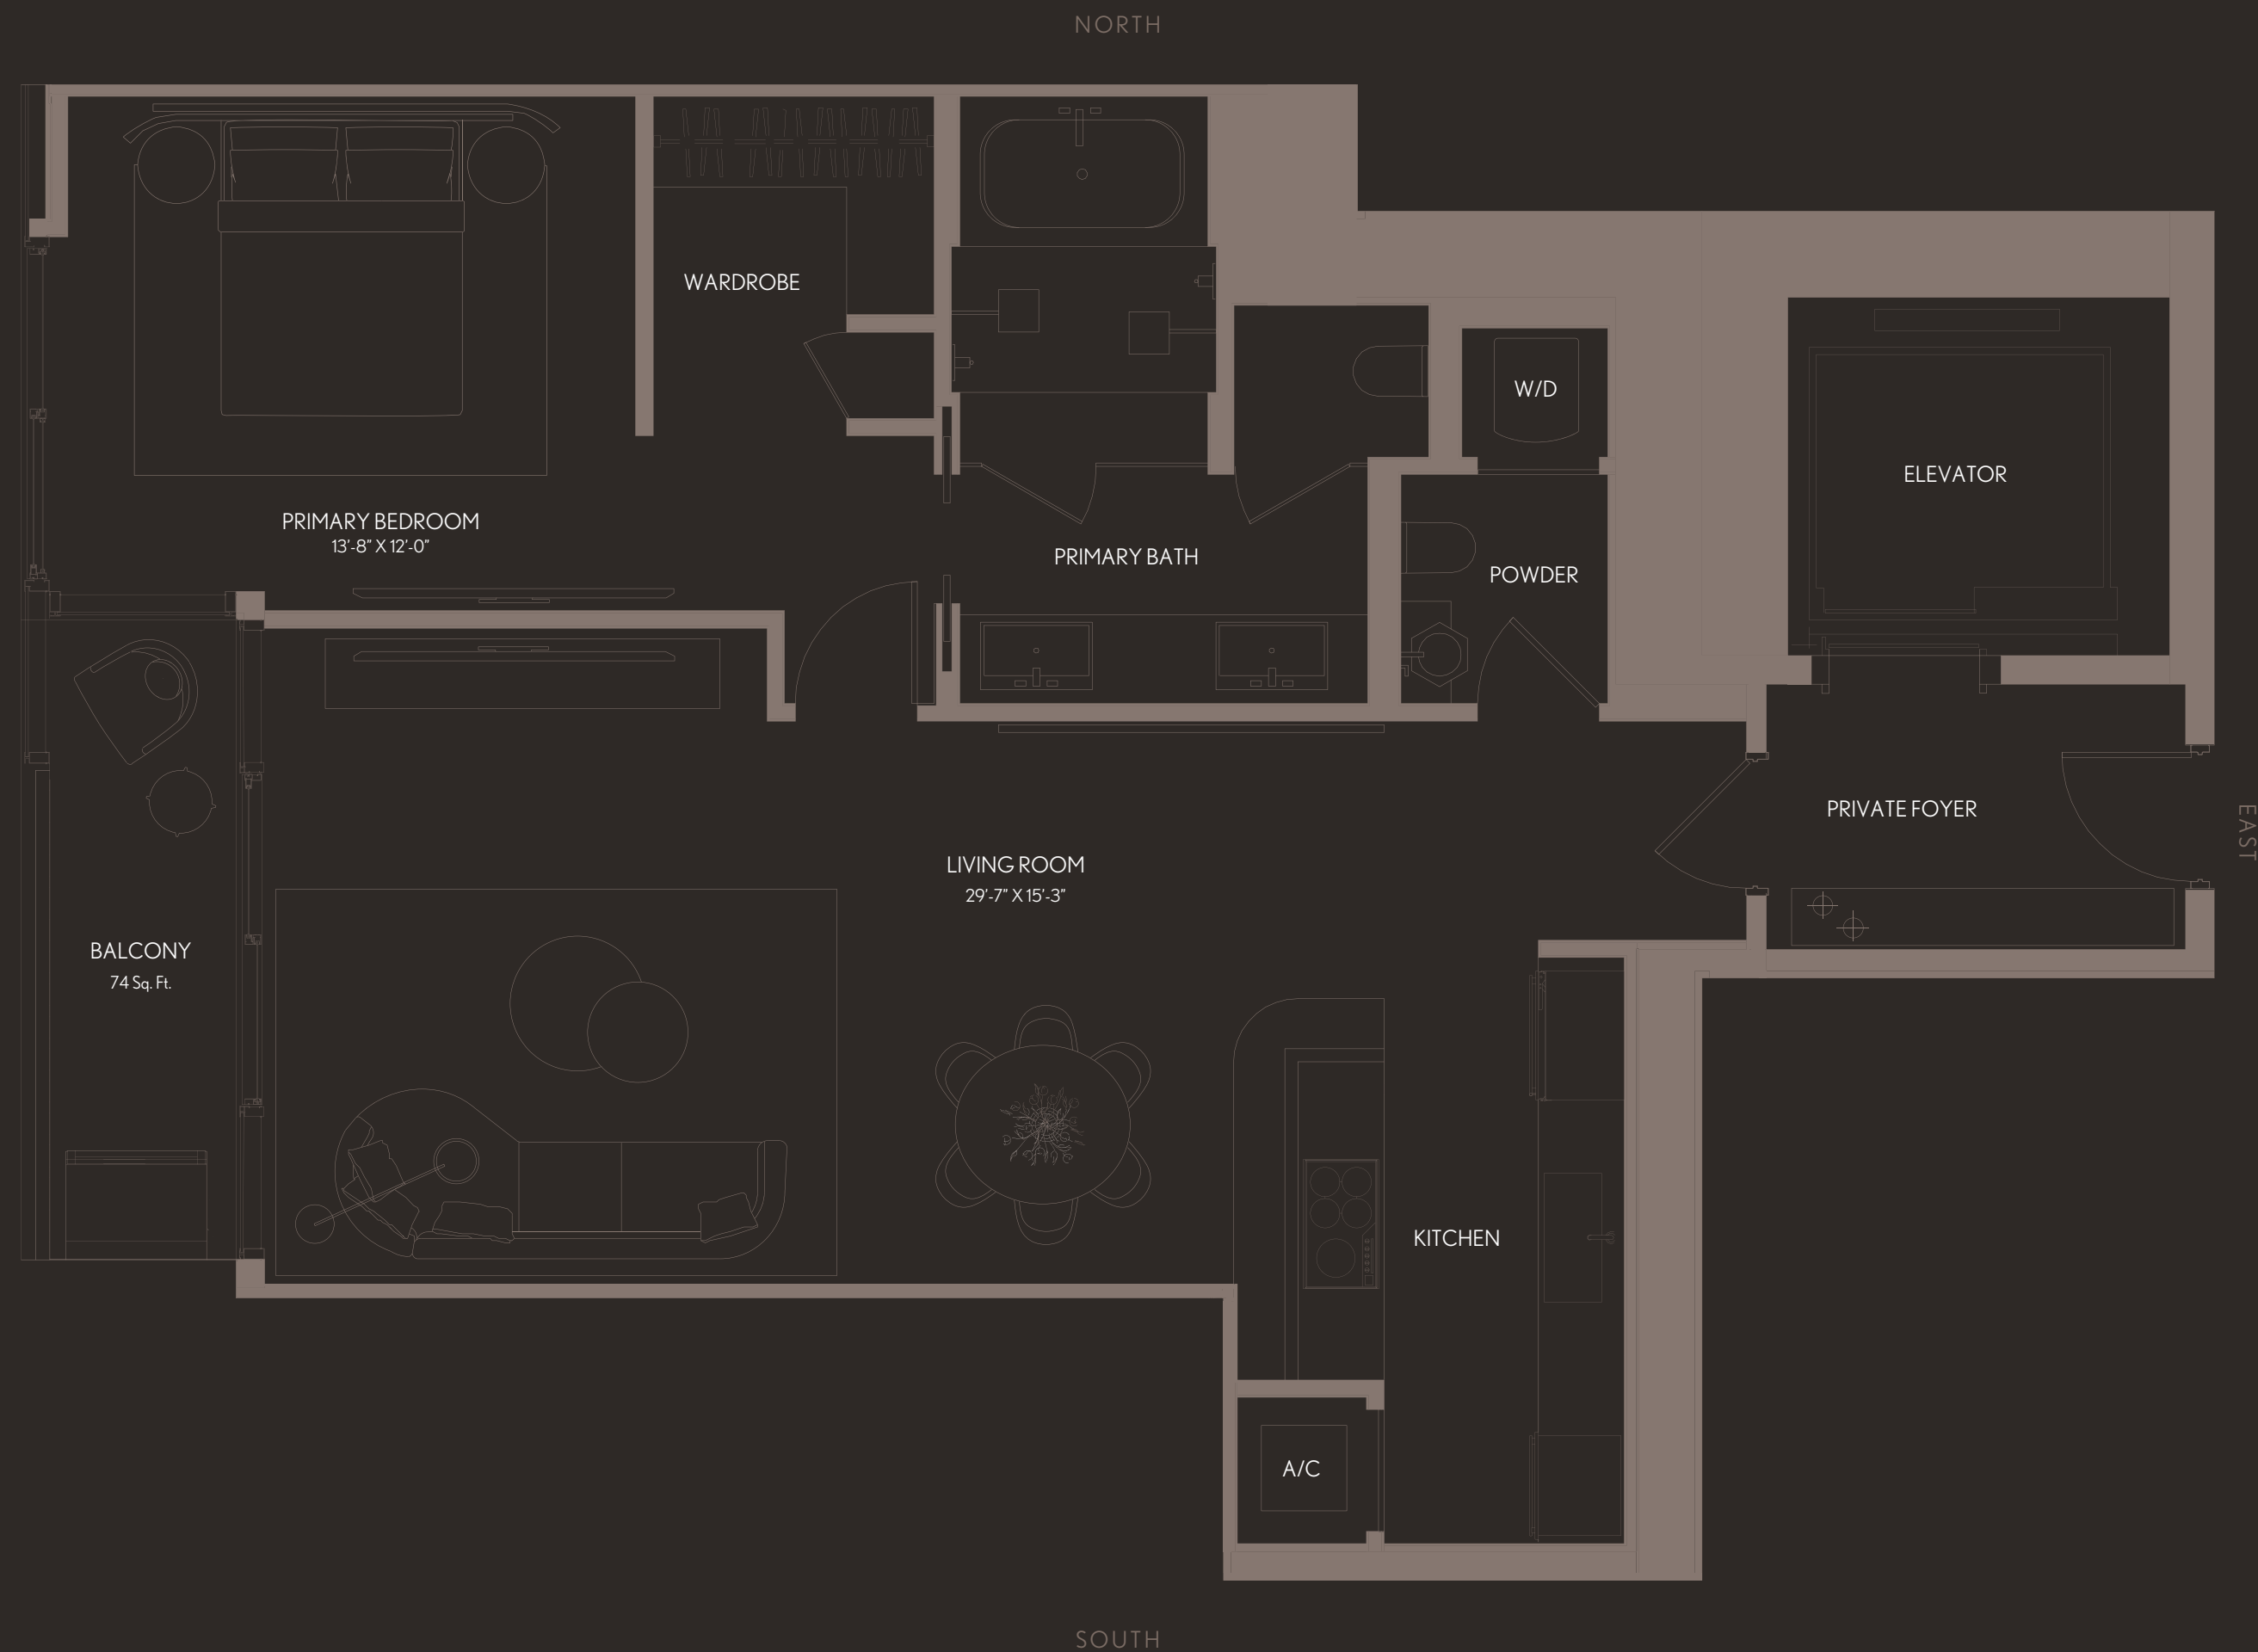 NORTH
WARDROBE
W/D
ELEVATOR
PRIMARY BEDROOM
13'-8" X 12'-0"
PRIMARY BATH
POWDER
PRIVATE FOYER
EAST
LIVING ROOM
29'-7" X 15'-3"
BALCONY
74 Sq. Ft.
KITCHEN
A/C
SOUTH